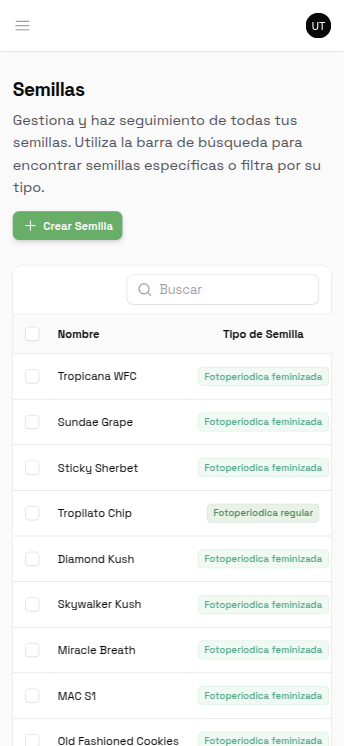 UT
Semillas
Gestiona y haz seguimiento de todas tus
semillas. Utiliza la barra de búsqueda para
encontrar semillas específicas o filtra por su
tipo.
Crear Semilla
Buscar
Nombre Tipo de Semilla
Tropicana WFC Fotoperiodica feminizada
Sundae Grape Fotoperiodica feminizada
Sticky Sherbet Fotoperiodica feminizada
Tropilato Chip Fotoperiodica regular
Diamond Kush Fotoperiodica feminizada
Skywalker Kush Fotoperiodica feminizada
Miracle Breath Fotoperiodica feminizada
MAC S1 Fotoperiodica feminizada
Old Fashioned Cookies Fotoperiodica feminizada